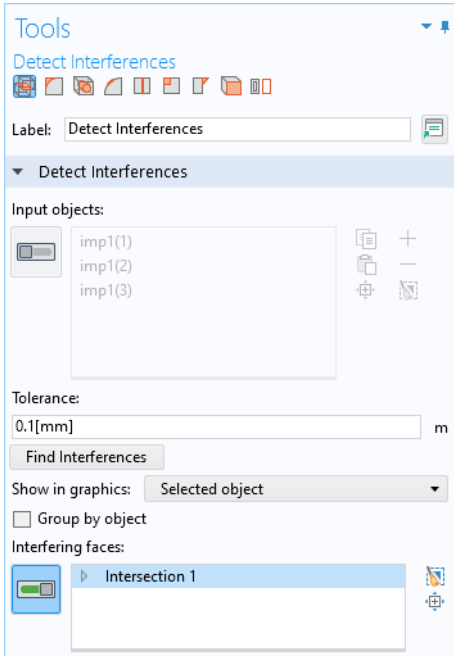 Tools
Detect Interferences
Label: Detect Interferences
Detect Interferences
Input objects:
imp1(1)
imp1(2)
imp1(3)
Tolerance:
0.1[mm] m
Find Interferences
Show in graphics: Selected object
Group by object
Interfering faces:
Intersection 1